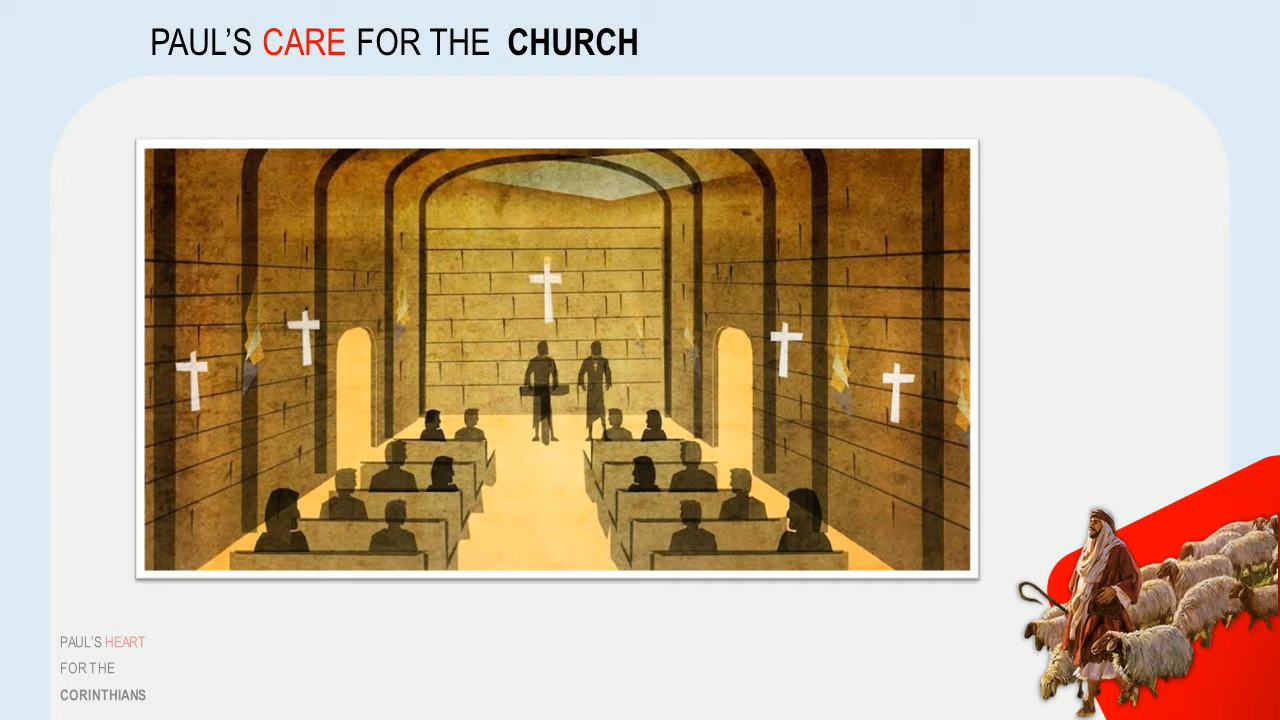 PAUL’S CARE FOR THE CHURCH
PAUL’S HEART
FOR THE
CORINTHIANS